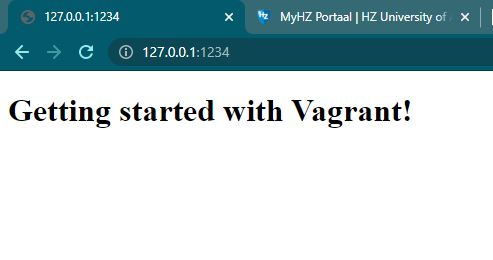 127.0.0.1:1234
MyHZ Portaal | HZ University of
127.0.0.1:1234
Getting started with Vagrant!